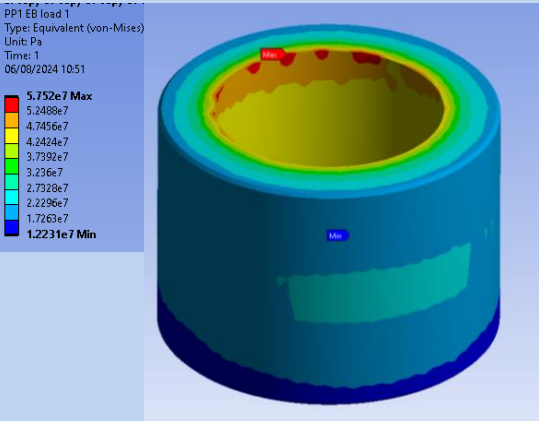 PP1 EB load 1
Type: Equivalent (von-Mises)
Unit: Pa
Time: 1
06/08/2024 10:51
5.752e7 Max
5.2488e7
4.7456e7
4.2424e7
3.7392e7
3.236e7
2.7328e7
2.2296e7
1.7263e7
1.2231e7 Min
Max
Min